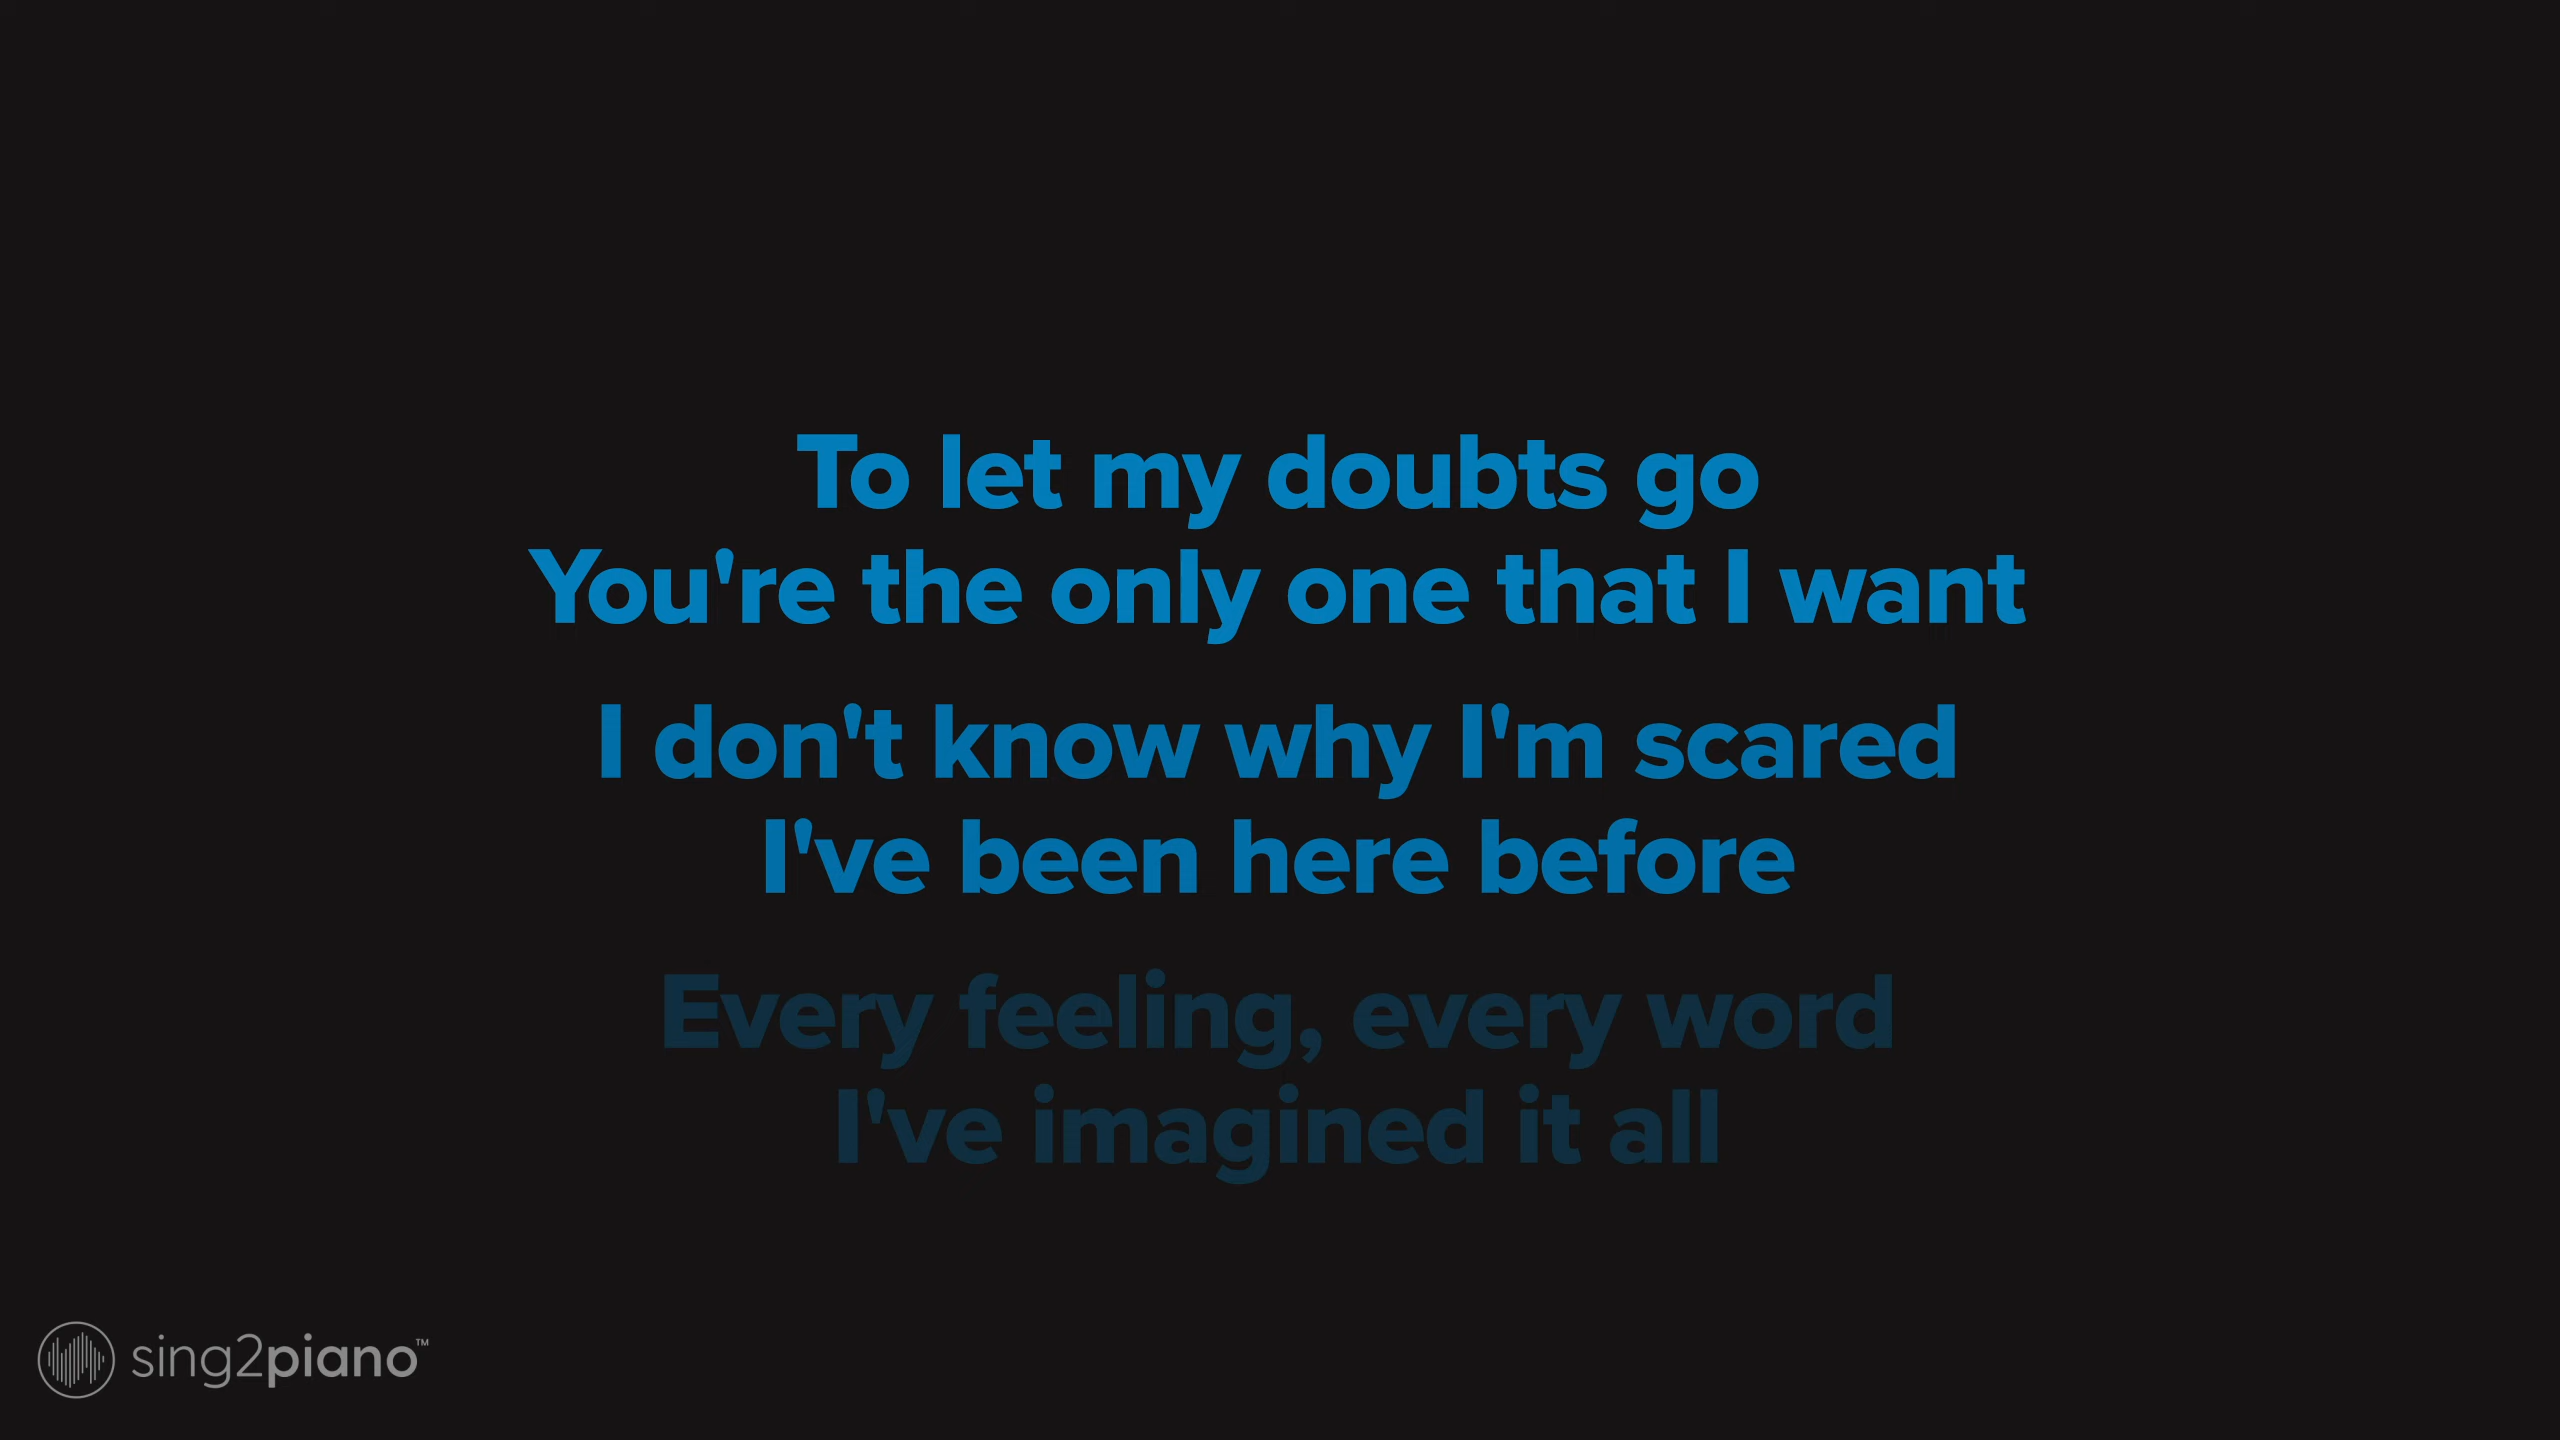 To let my doubts go
You're the only one that I want
I don't know why I'm scared
I've been here before
Every feeling, every word
I've imagined it all
sing2piano™